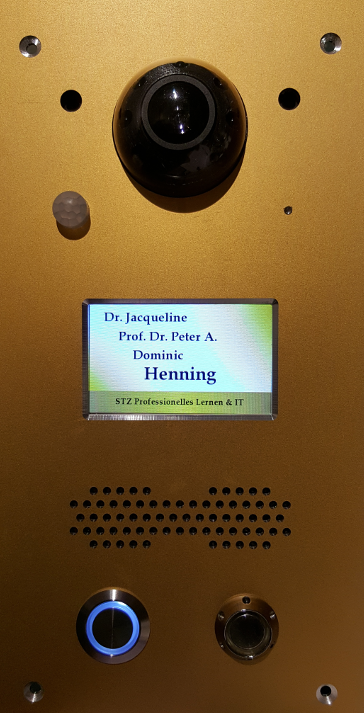 Dr. Jacqueline
Prof. Dr. Peter A.
Dominic
Henning
STZ Professionelles Lernen & IT